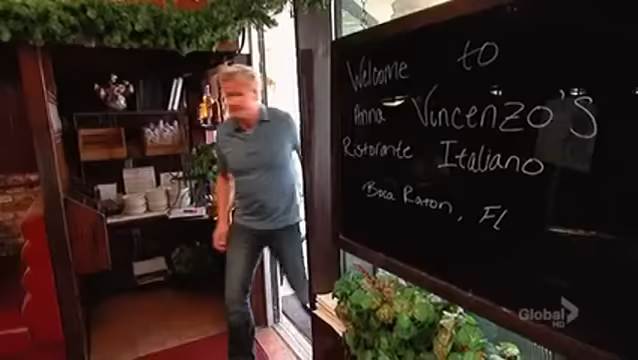 Welcome to
Anna Vincenzo'S
Ristorante Italiano
Boca Raton, FL
Global
HD